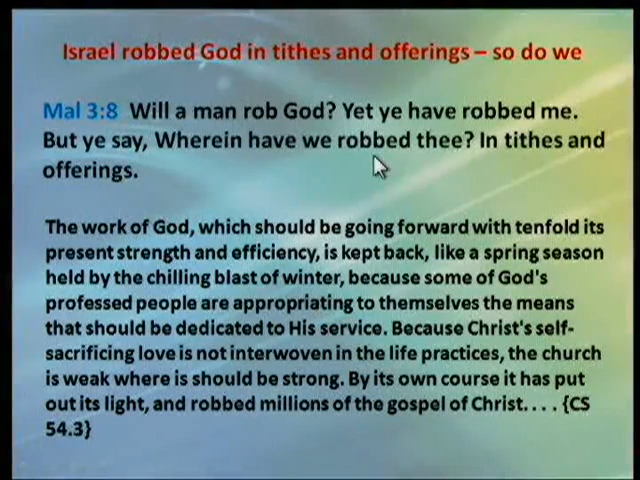 Israel robbed God in tithes and offerings – so do we
Mal 3:8 Will a man rob God? Yet ye have robbed me.
But ye say, Wherein have we robbed thee? In tithes and
offerings.
The work of God, which should be going forward with tenfold its
present strength and efficiency, is kept back, like a spring season
held by the chilling blast of winter, because some of God's
professed people are appropriating to themselves the means
that should be dedicated to His service. Because Christ's self-
sacrificing love is not interwoven in the life practices, the church
is weak where is should be strong. By its own course it has put
out its light, and robbed millions of the gospel of Christ. . . . {CS
54.3}